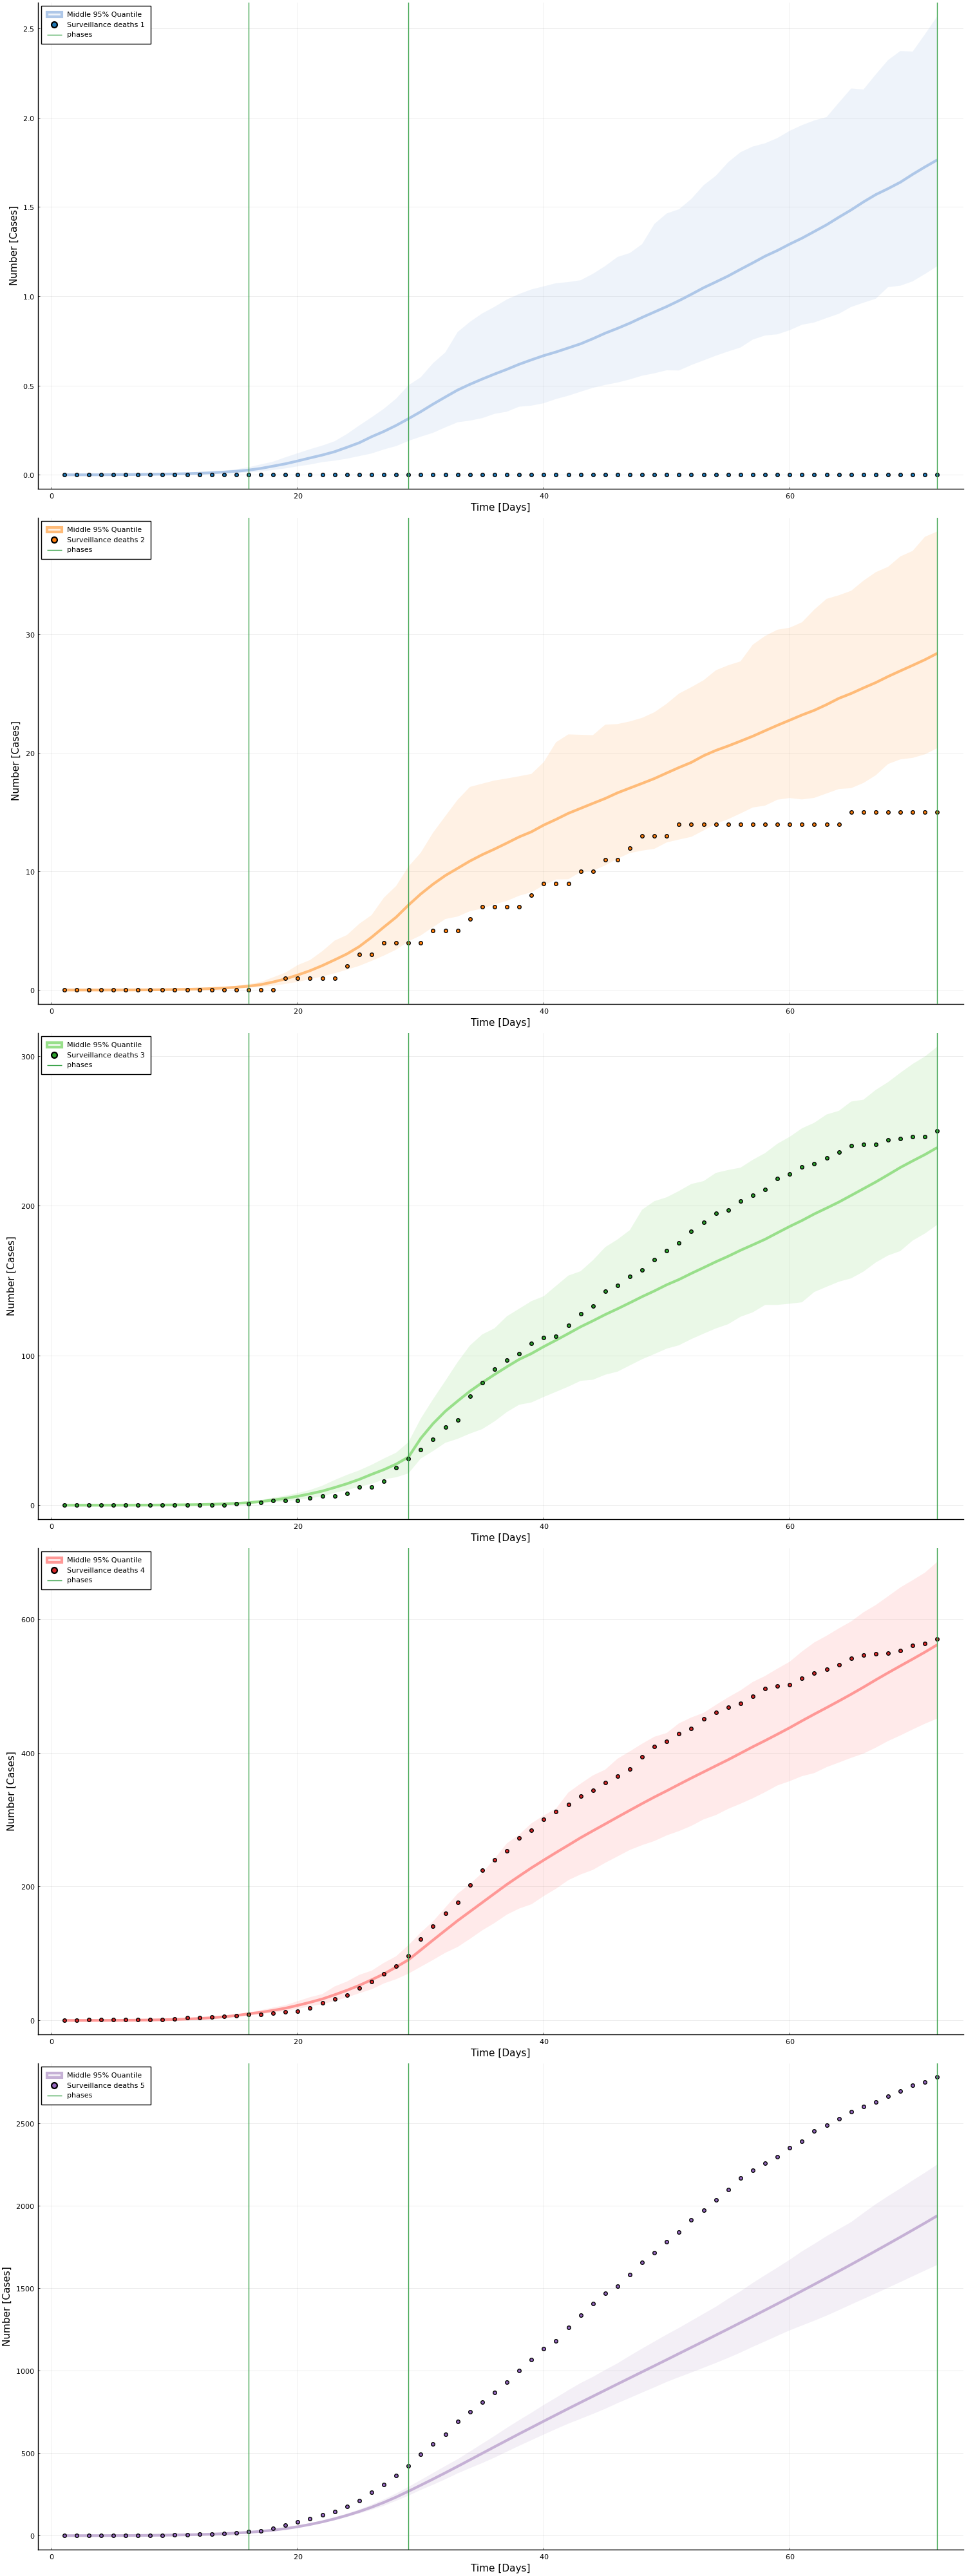 Middle 95% Quantile
Surveillance deaths 1
phases
2.5
2.0
1.5
1.0
0.5
0.0
Number [Cases]
0 20 40 60
Time [Days]
Middle 95% Quantile
Surveillance deaths 2
phases
30
20
10
0
Number [Cases]
0 20 40 60
Time [Days]
Middle 95% Quantile
Surveillance deaths 3
phases
300
200
100
0
Number [Cases]
0 20 40 60
Time [Days]
Middle 95% Quantile
Surveillance deaths 4
phases
600
400
200
0
Number [Cases]
0 20 40 60
Time [Days]
Middle 95% Quantile
Surveillance deaths 5
phases
2500
2000
1500
1000
500
0
Number [Cases]
0 20 40 60
Time [Days]